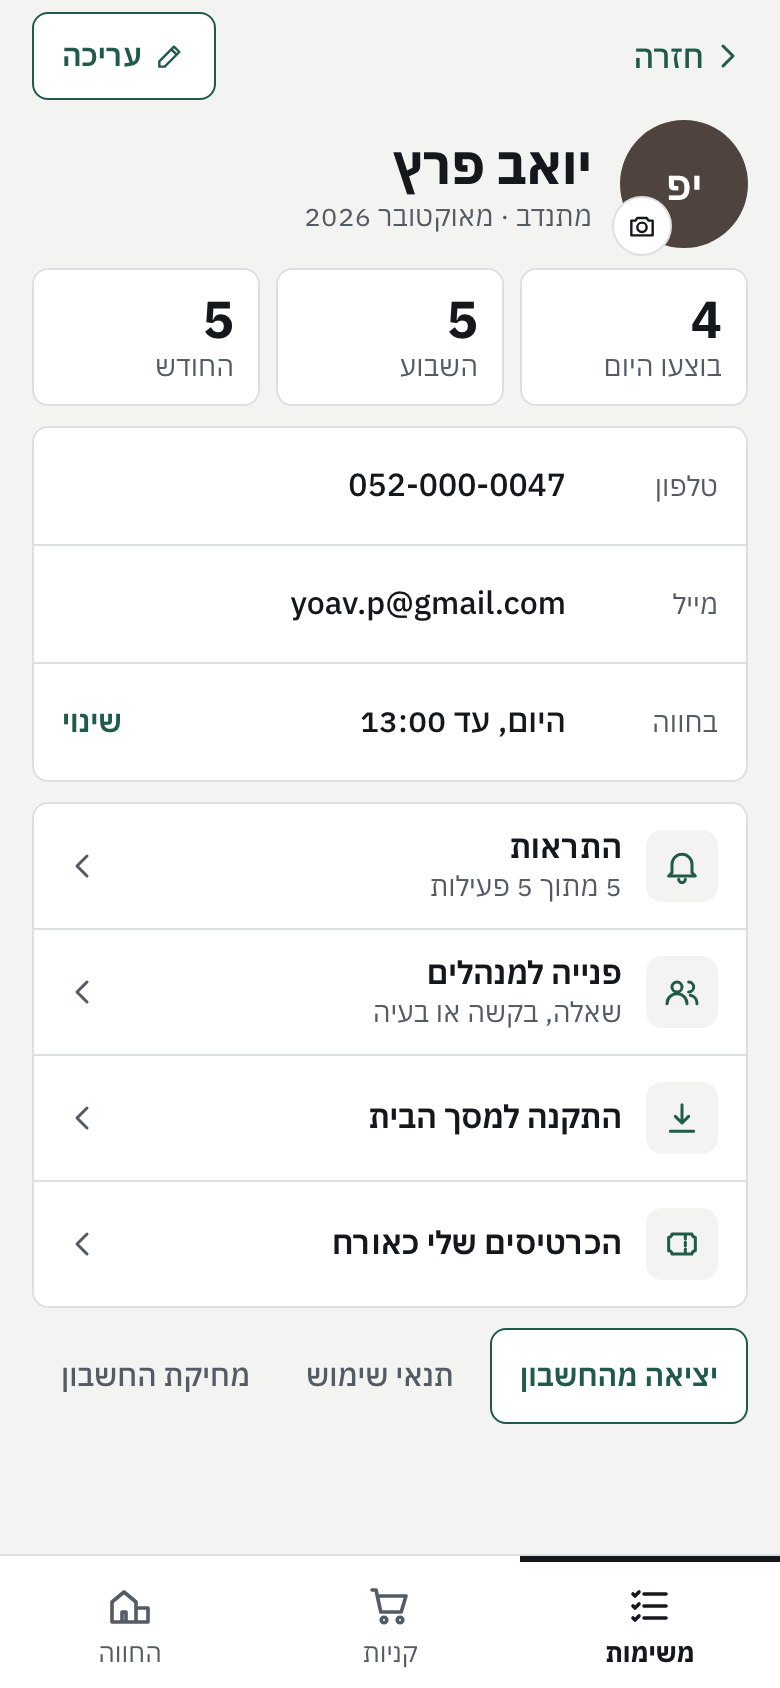 חזרה
עריכה
יפ
יואב פרץ
מתנדב · מאוקטובר 2026
4
בוצעו היום
5
השבוע
5
החודש
טלפון
052-000-0047
מייל
yoav.p@gmail.com
בחווה
היום, עד 13:00
שינוי
התראות
5 מתוך 5 פעילות
פנייה למנהלים
שאלה, בקשה או בעיה
התקנה למסך הבית
הכרטיסים שלי כאורח
יציאה מהחשבון
תנאי שימוש
מחיקת החשבון
משימות
קניות
החווה